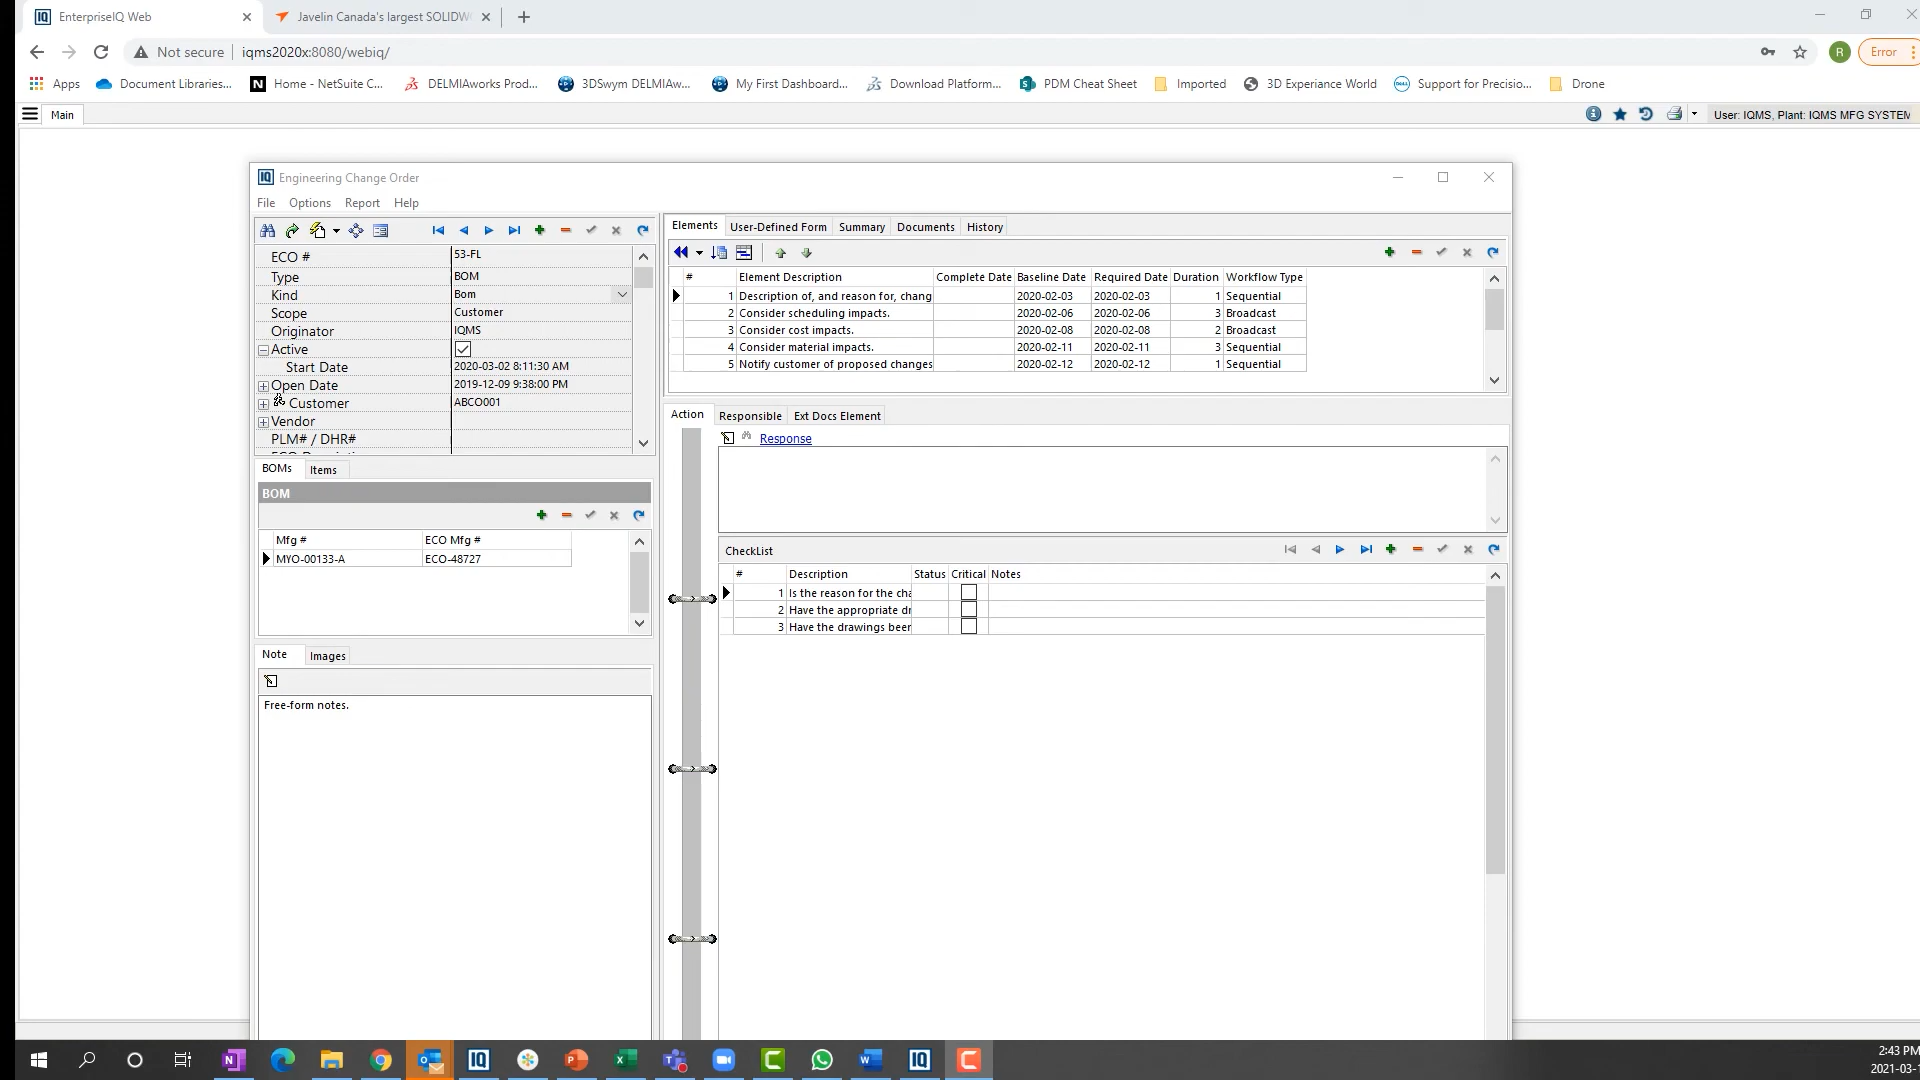 EnterpriseIQ Web
Javelin Canada's largest SOLIDW
Not secure iqms2020x:8080/webiq/
R Error
Apps Document Libraries... Home - NetSuite C... DELMIAworks Prod... 3DSwym DELMIAw... My First Dashboard... Download Platform... PDM Cheat Sheet Imported 3D Experiance World Support for Precisio... Drone
Main User: IQMS, Plant: IQMS MFG SYSTEM
IQ Engineering Change Order
File Options Report Help
ECO # 53-FL
Type BOM
Kind Bom
Scope Customer
Originator IQMS
Active
Start Date 2020-03-02 8:11:30 AM
Open Date 2019-12-09 9:38:00 PM
Customer ABCO001
Vendor
PLM# / DHR#
BOMs Items
BOM
Mfg # ECO Mfg #
MYO-00133-A ECO-48727
Note Images
Free-form notes.
Elements User-Defined Form Summary Documents History
# Element Description Complete Date Baseline Date Required Date Duration Workflow Type
1 Description of, and reason for, chang 2020-02-03 2020-02-03 1 Sequential
2 Consider scheduling impacts. 2020-02-06 2020-02-06 3 Broadcast
3 Consider cost impacts. 2020-02-08 2020-02-08 2 Broadcast
4 Consider material impacts. 2020-02-11 2020-02-11 3 Sequential
5 Notify customer of proposed changes 2020-02-12 2020-02-12 1 Sequential
Action Responsible Ext Docs Element
Response
CheckList
# Description Status Critical Notes
1 Is the reason for the cha
2 Have the appropriate dr
3 Have the drawings beer
2:43 PM
2021-03-